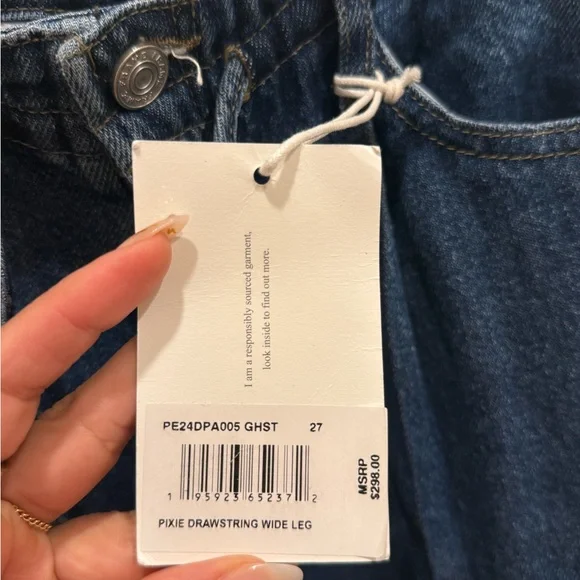 I am a responsibly sourced garment,
look inside to find out more.
PE24DPA005 GHST 27
1 95923 65237 2
PIXIE DRAWSTRING WIDE LEG
MSRP
$298.00